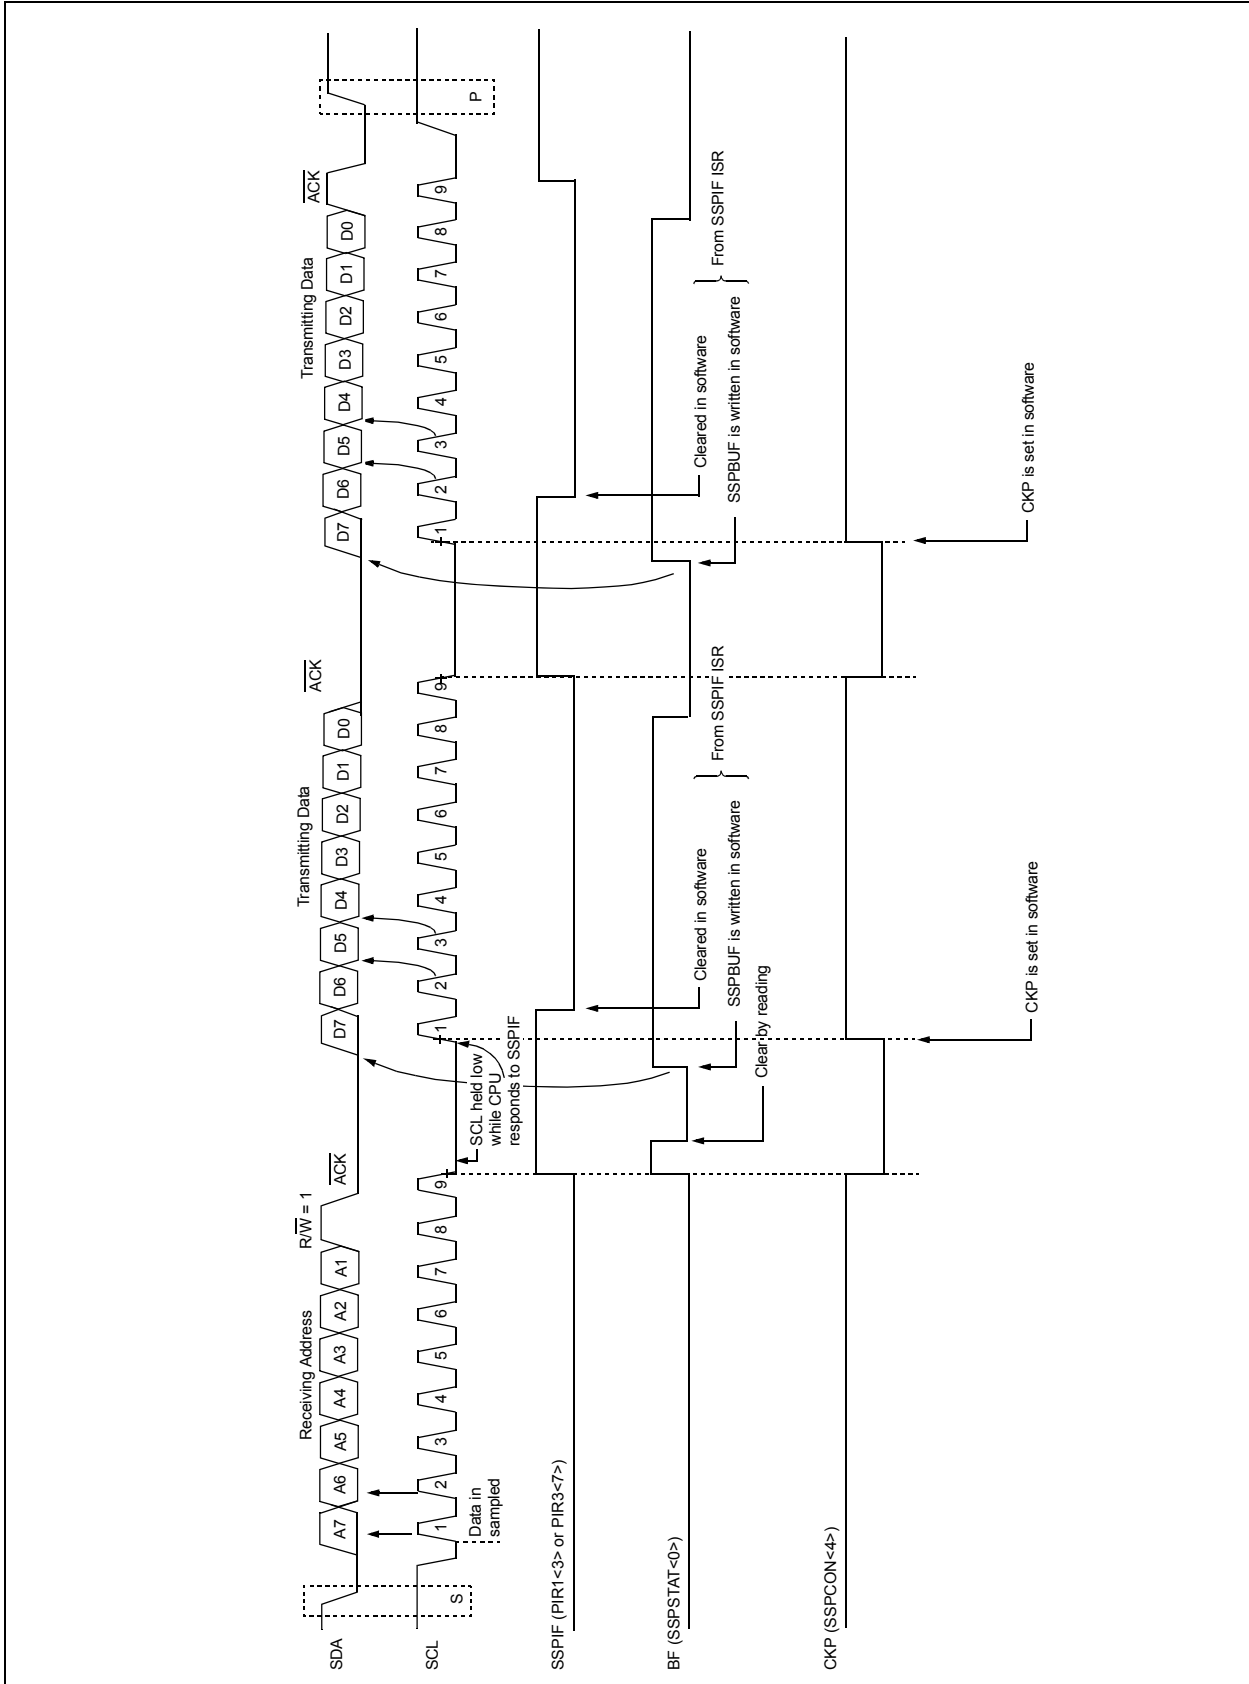 Receiving Address
R/W = 1
ACK
Transmitting Data
ACK
Transmitting Data
ACK
SDA
A7
A6
A5
A4
A3
A2
A1
D7
D6
D5
D4
D3
D2
D1
D0
D7
D6
D5
D4
D3
D2
D1
D0
SCL
S
1
2
3
4
5
6
7
8
9
1
2
3
4
5
6
7
8
9
1
2
3
4
5
6
7
8
9
P
Data in
sampled
SCL held low
while CPU
responds to SSPIF
SSPIF (PIR1<3> or PIR3<7>)
BF (SSPSTAT<0>)
Cleared in software
Cleared in software
From SSPIF ISR
From SSPIF ISR
SSPBUF is written in software
SSPBUF is written in software
Clear by reading
CKP (SSPCON<4>)
CKP is set in software
CKP is set in software